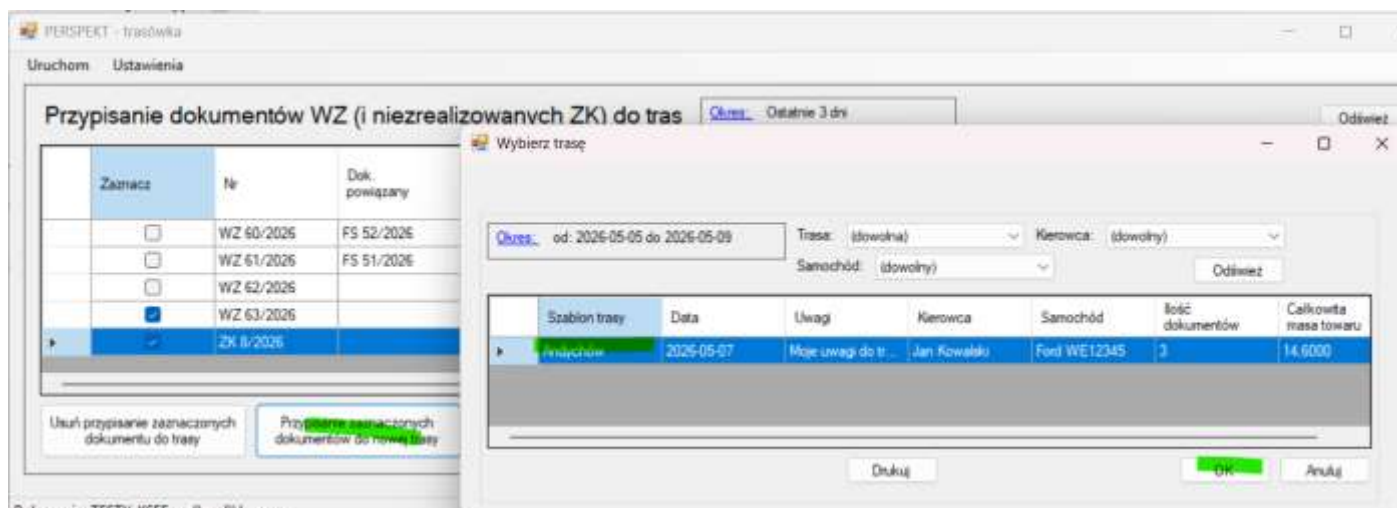 PERSPEKT - trasówka
Uruchom Ustawienia
Przypisanie dokumentów WZ (i niezrealizowanych ZK) do tras
Okres: Ostatnie 3 dni
Odśwież
Zaznacz Nr Dok. powiązany
WZ 60/2026 FS 52/2026
WZ 61/2026 FS 51/2026
WZ 62/2026
WZ 63/2026
ZK 8/2026
Usuń przypisanie zaznaczonych dokumentu do trasy
Przypisanie zaznaczonych dokumentów do nowej trasy
Wybierz trasę
Okres: od: 2026-05-05 do 2026-05-09
Trasa: (dowolna) Kierowca: (dowolny)
Samochód: (dowolny) Odśwież
Szablon trasy Data Uwagi Kierowca Samochód Ilość dokumentów Całkowita masa towaru
Andychów 2026-05-07 Moje uwagi do tr... Jan Kowalski Ford WE12345 3 14.6000
Drukuj OK Anuluj